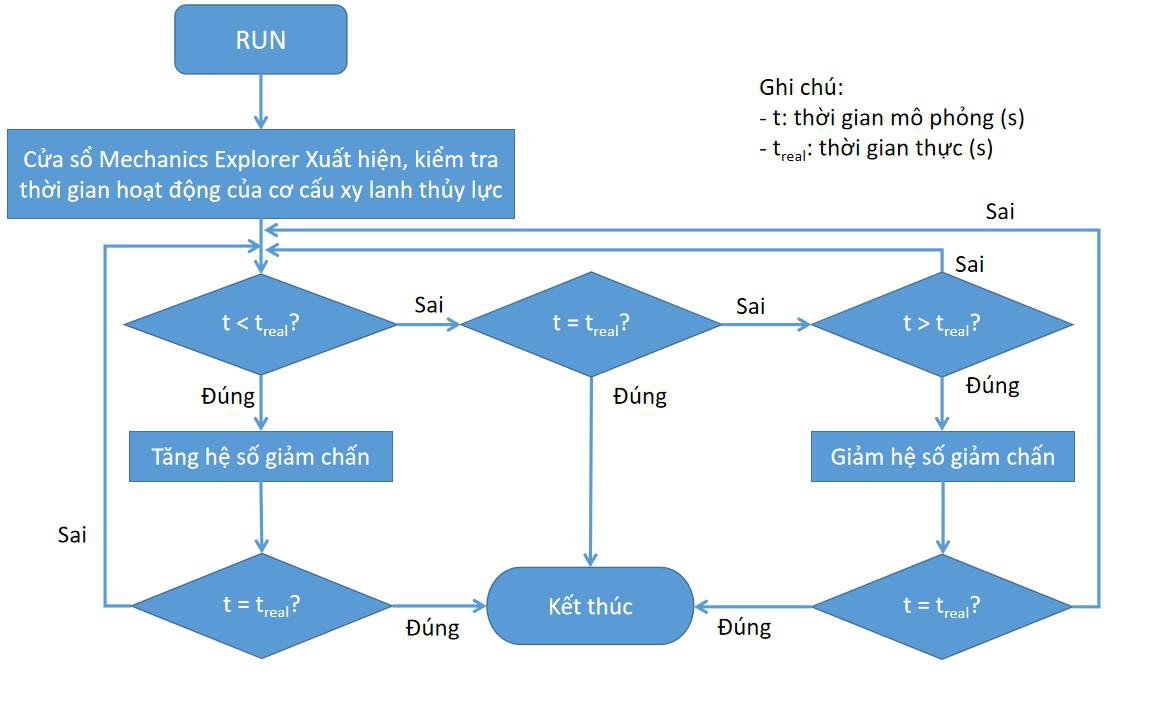 RUN
Ghi chú:
- t: thời gian mô phỏng (s)
- treal: thời gian thực (s)
Cửa sổ Mechanics Explorer Xuất hiện, kiểm tra
thời gian hoạt động của cơ cấu xy lanh thủy lực
Sai
Sai
t < treal?
Sai
t = treal?
Sai
t > treal?
Đúng
Đúng
Đúng
Tăng hệ số giảm chấn
Giảm hệ số giảm chấn
Sai
t = treal?
Đúng
Kết thúc
Đúng
t = treal?